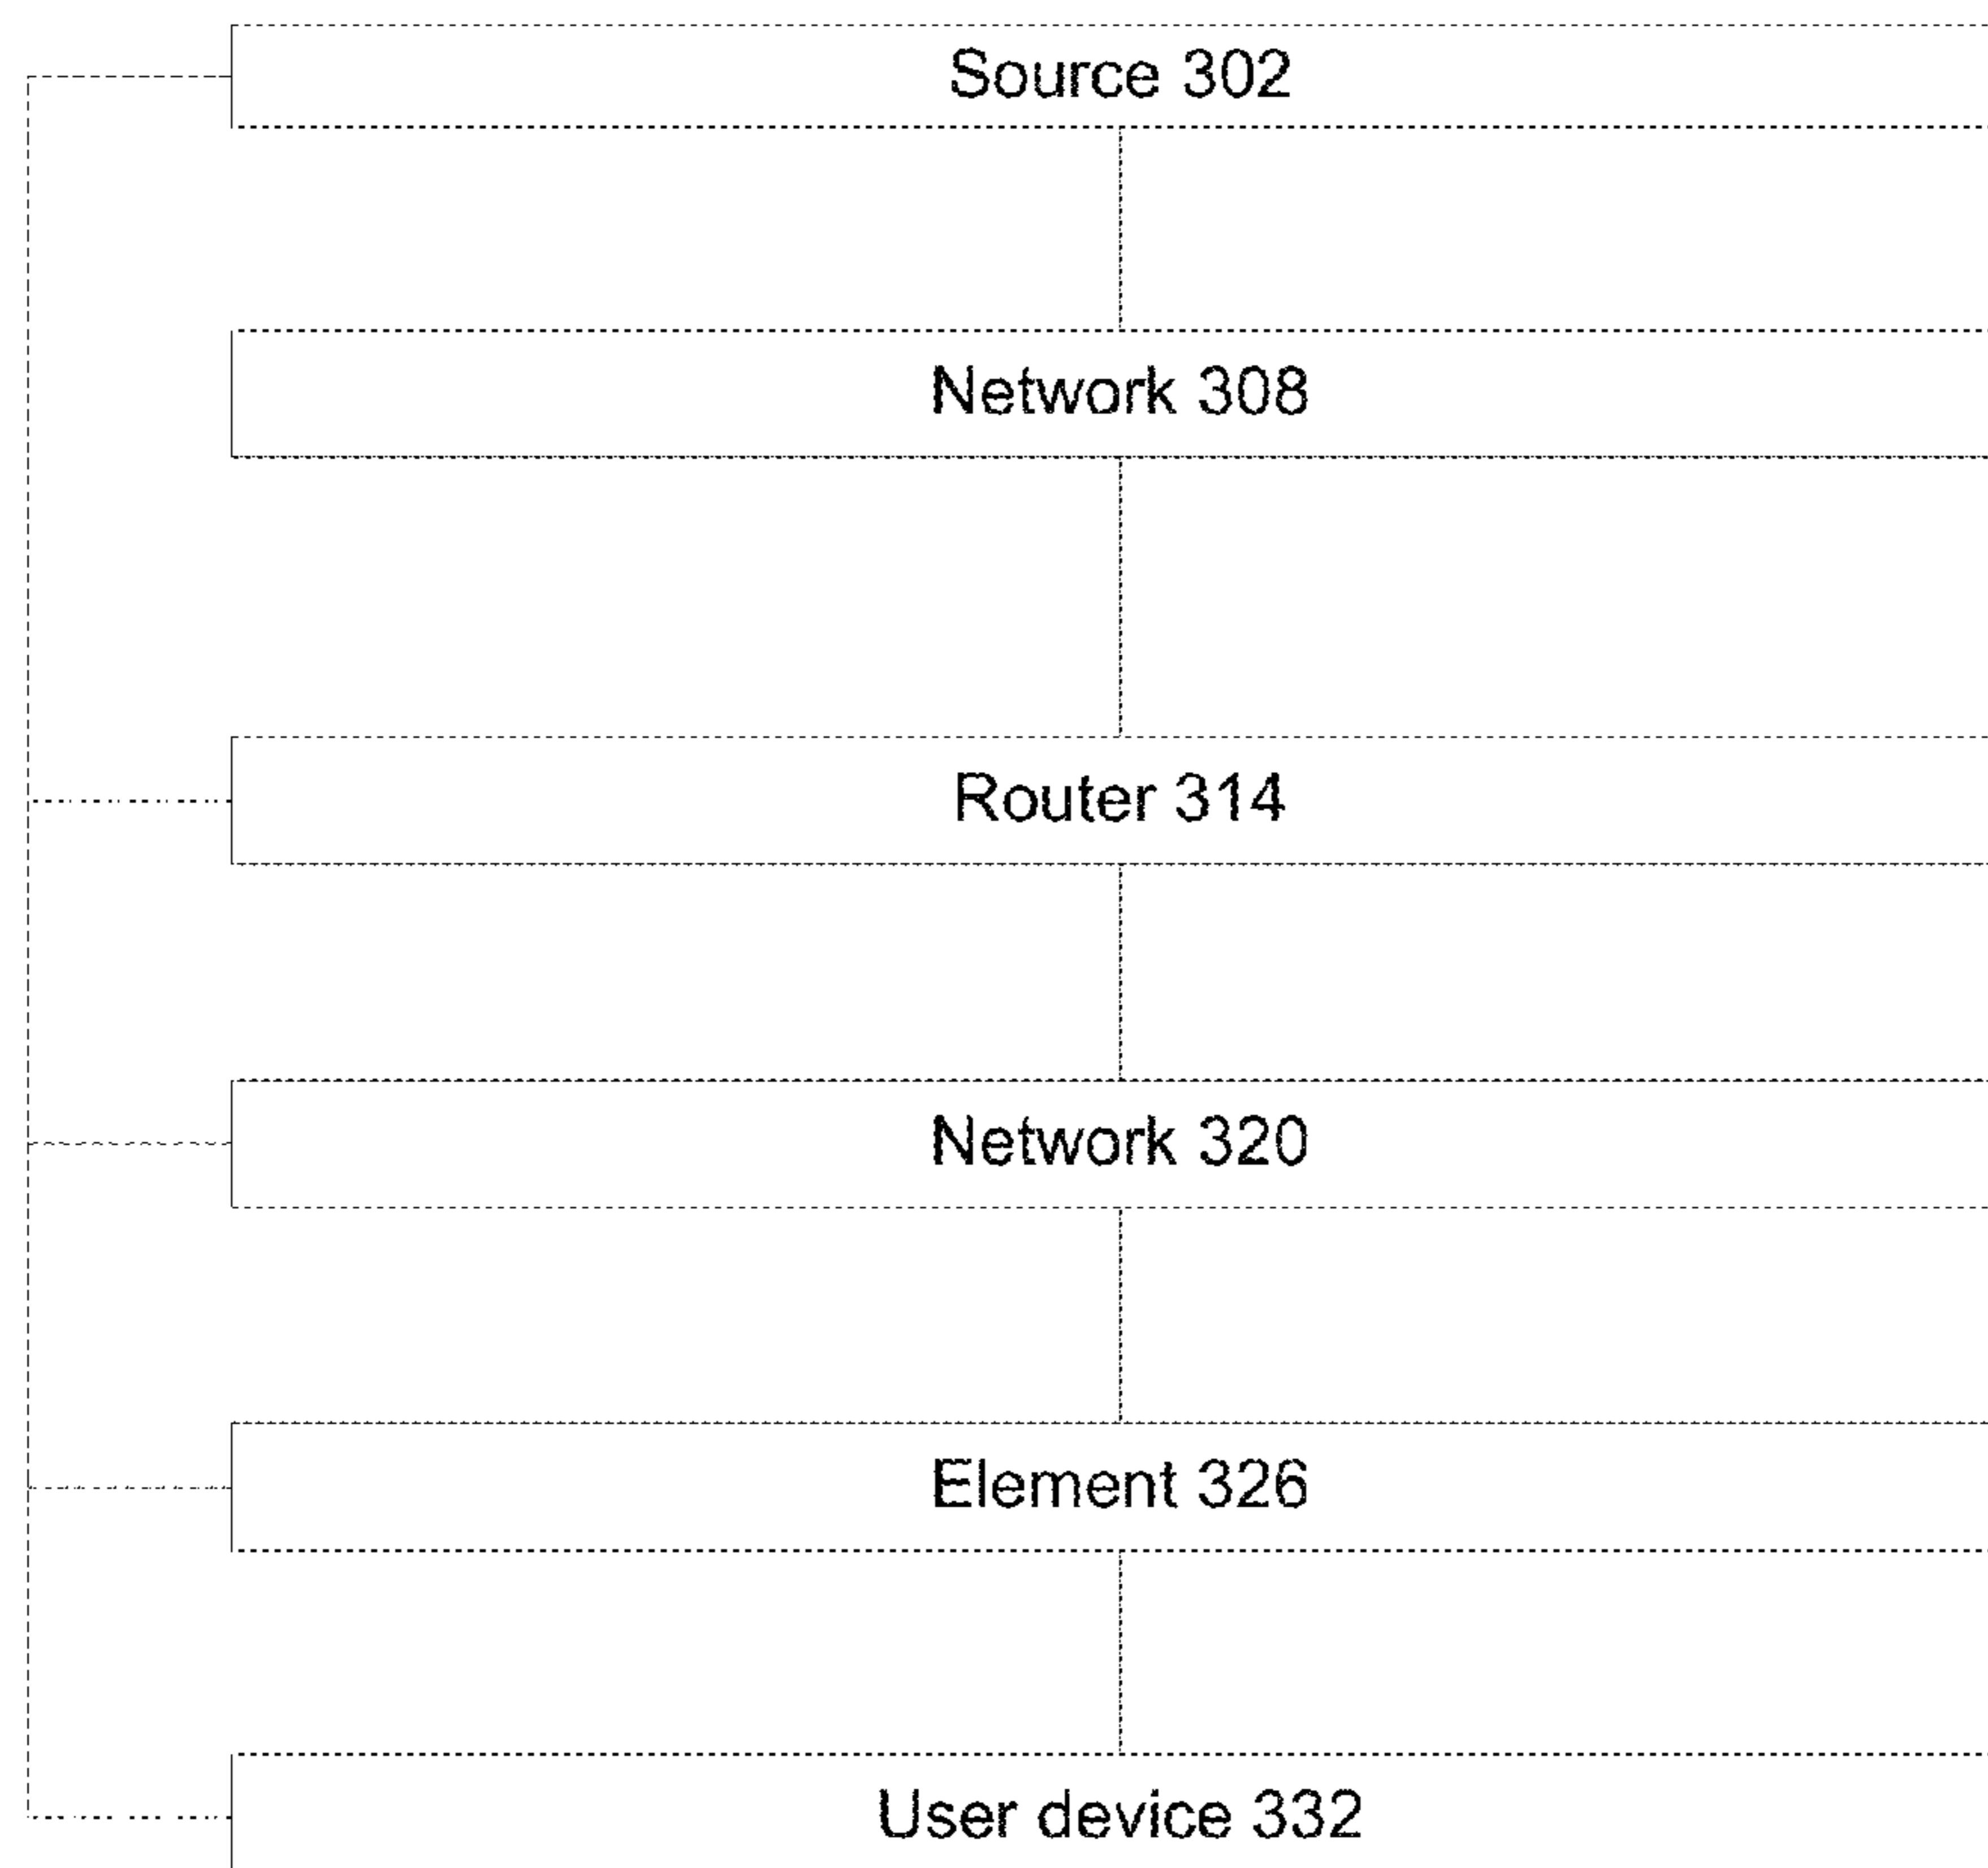 Source 302
Network 308
Router 314
Network 320
Element 326
User device 332